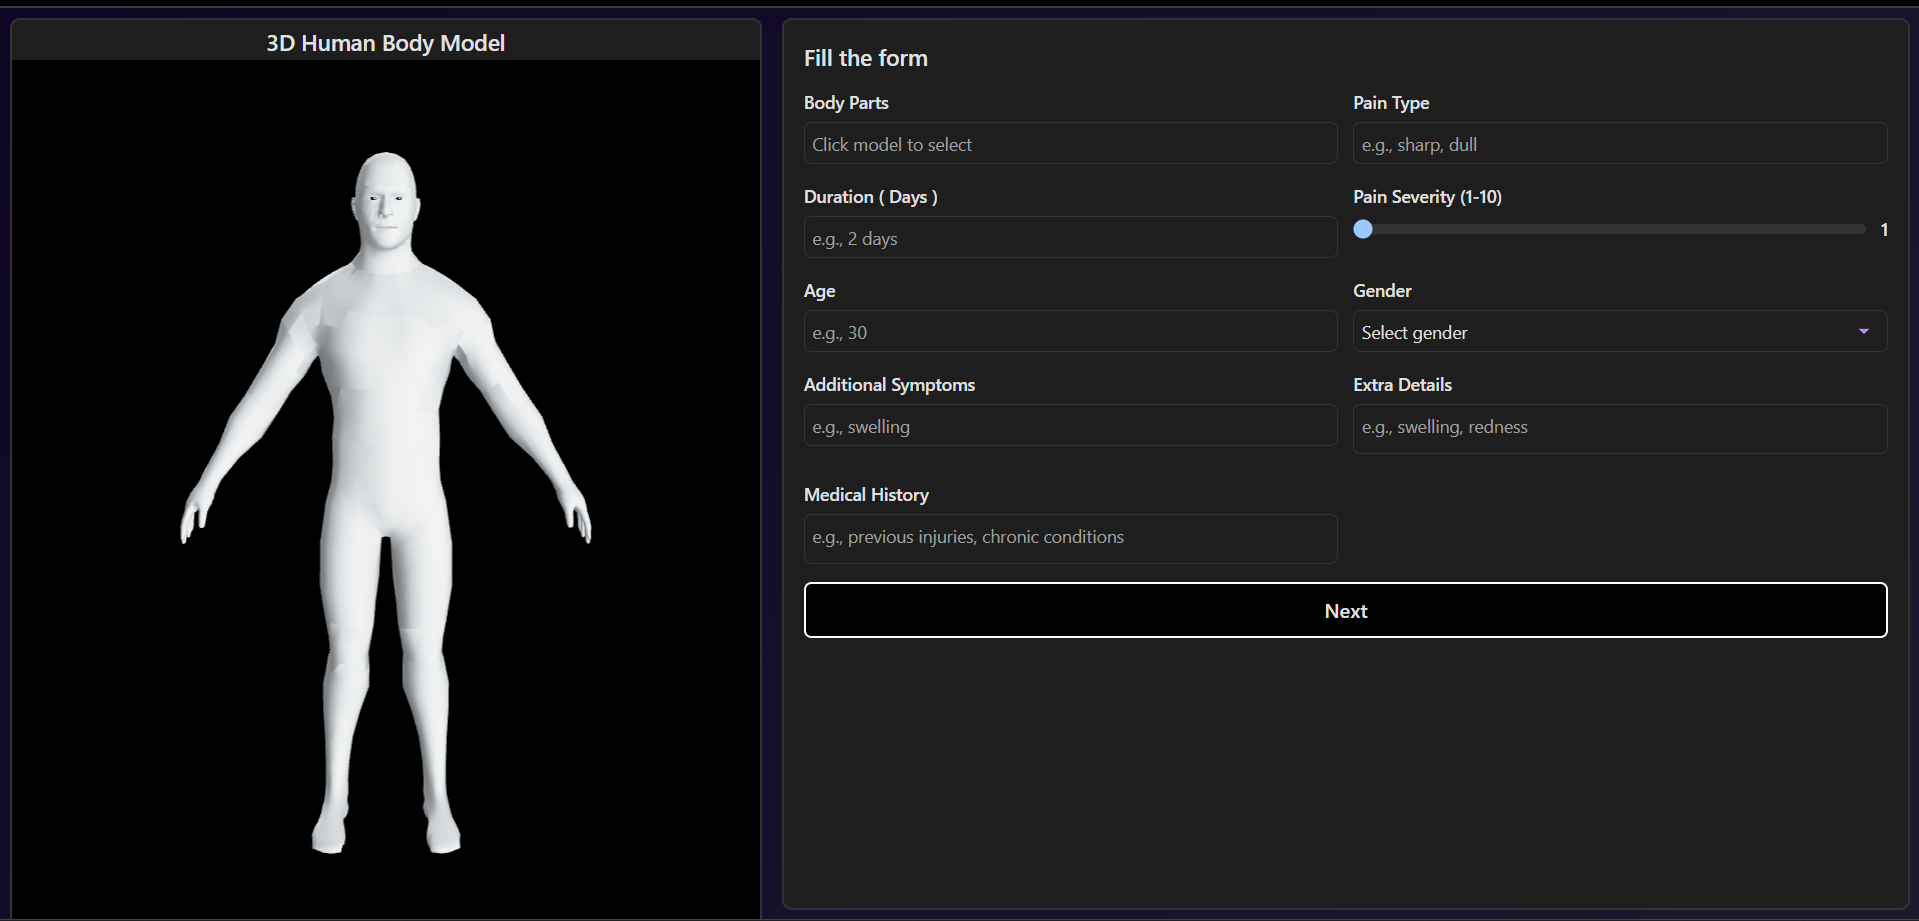 3D Human Body Model
Fill the form
Body Parts
Click model to select
Pain Type
e.g., sharp, dull
Duration ( Days )
e.g., 2 days
Pain Severity (1-10)
1
Age
e.g., 30
Gender
Select gender
Additional Symptoms
e.g., swelling
Extra Details
e.g., swelling, redness
Medical History
e.g., previous injuries, chronic conditions
Next